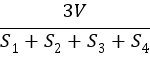 3V
S₁ + S₂ + S₃ + S₄